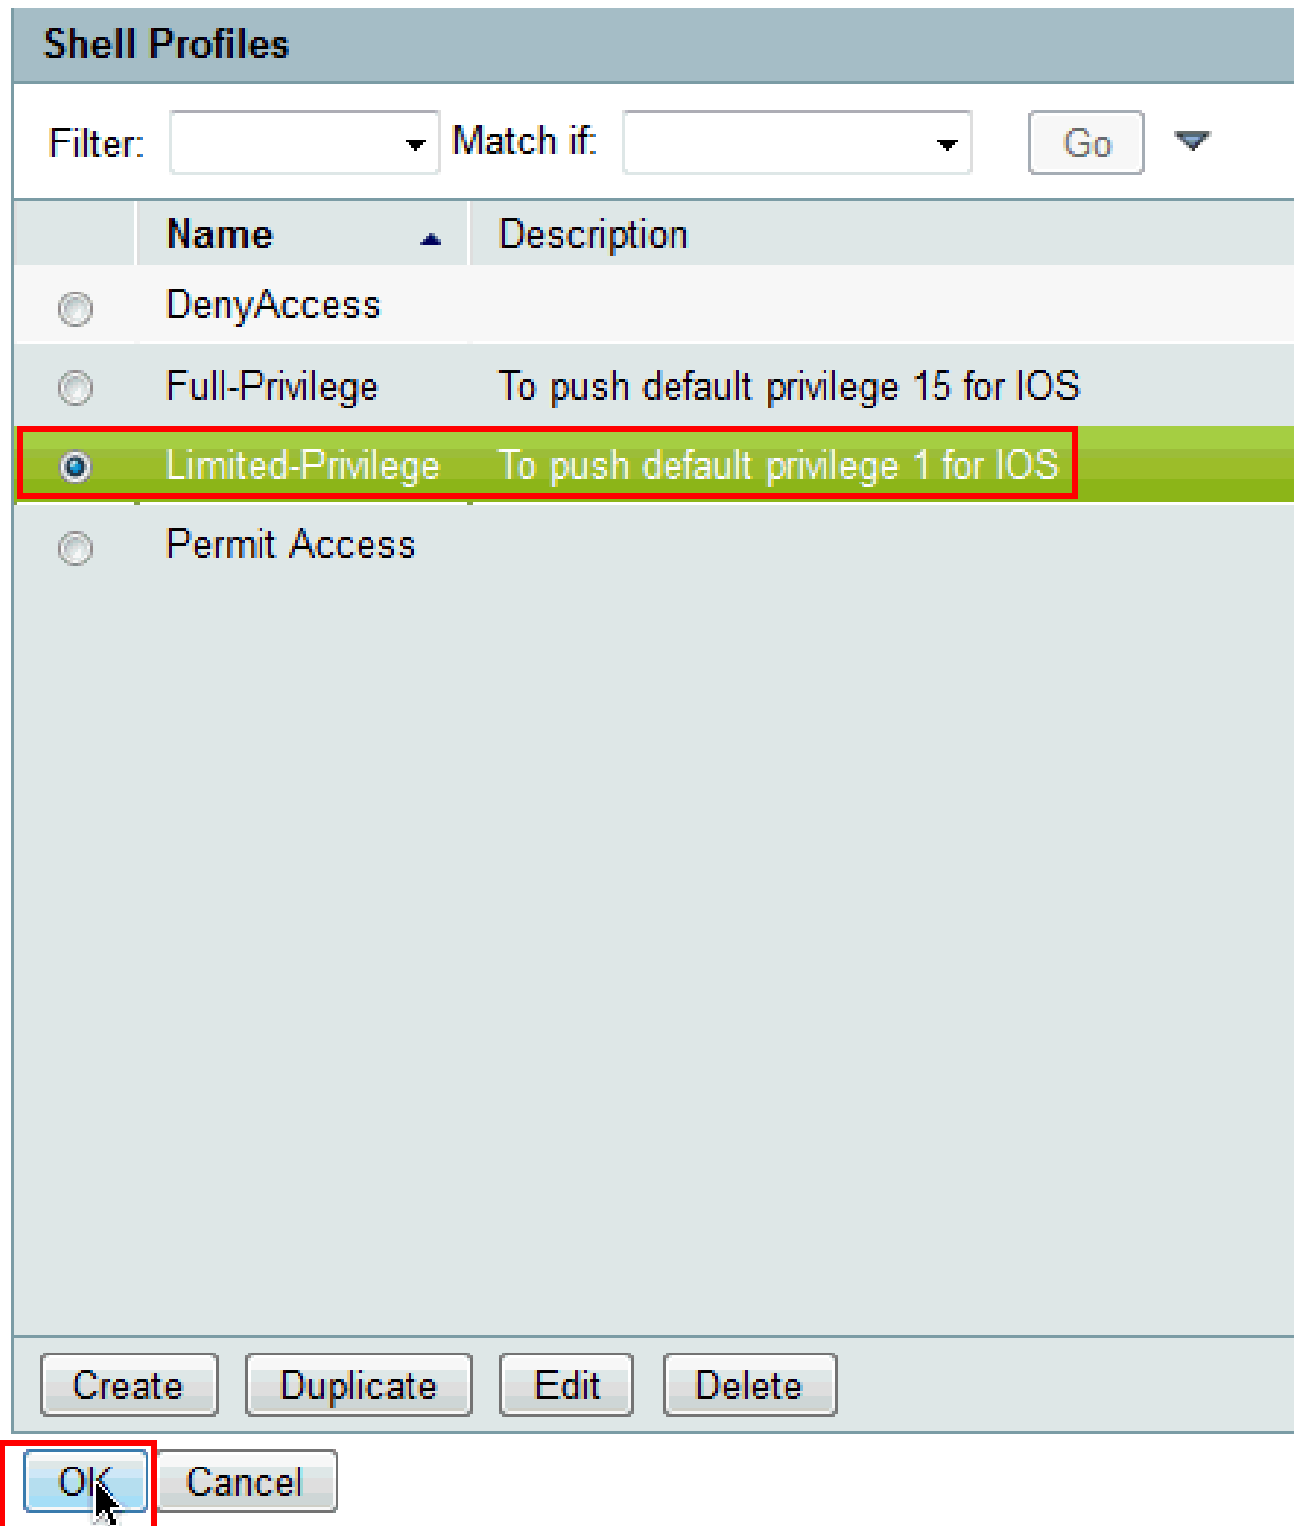 Shell Profiles
Filter: Match if: Go
Name Description
DenyAccess
Full-Privilege To push default privilege 15 for IOS
Limited-Privilege To push default privilege 1 for IOS
Permit Access
Create Duplicate Edit Delete
OK Cancel